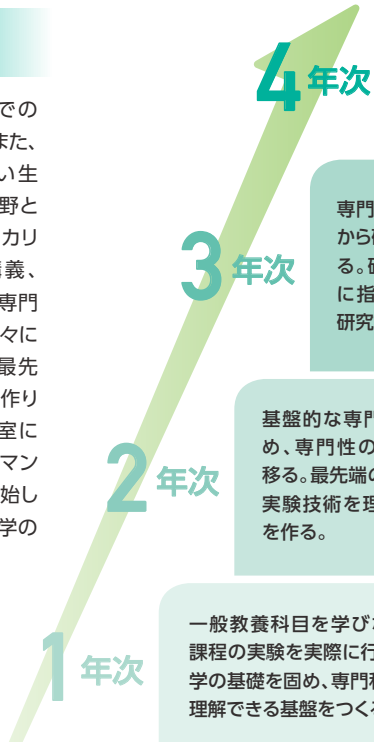 での
また、
い生
野と
カリ
講義、
専門
々に
最先
作り
室に
マン
始し
学の
4年次
3年次
専門
から研
る。研
に指
研究
2年次
基盤的な専門
め、専門性の
移る。最先端の
実験技術を理
を作る。
1年次
一般教養科目を学びな
課程の実験を実際に行
学の基礎を固め、専門科
理解できる基盤をつくる